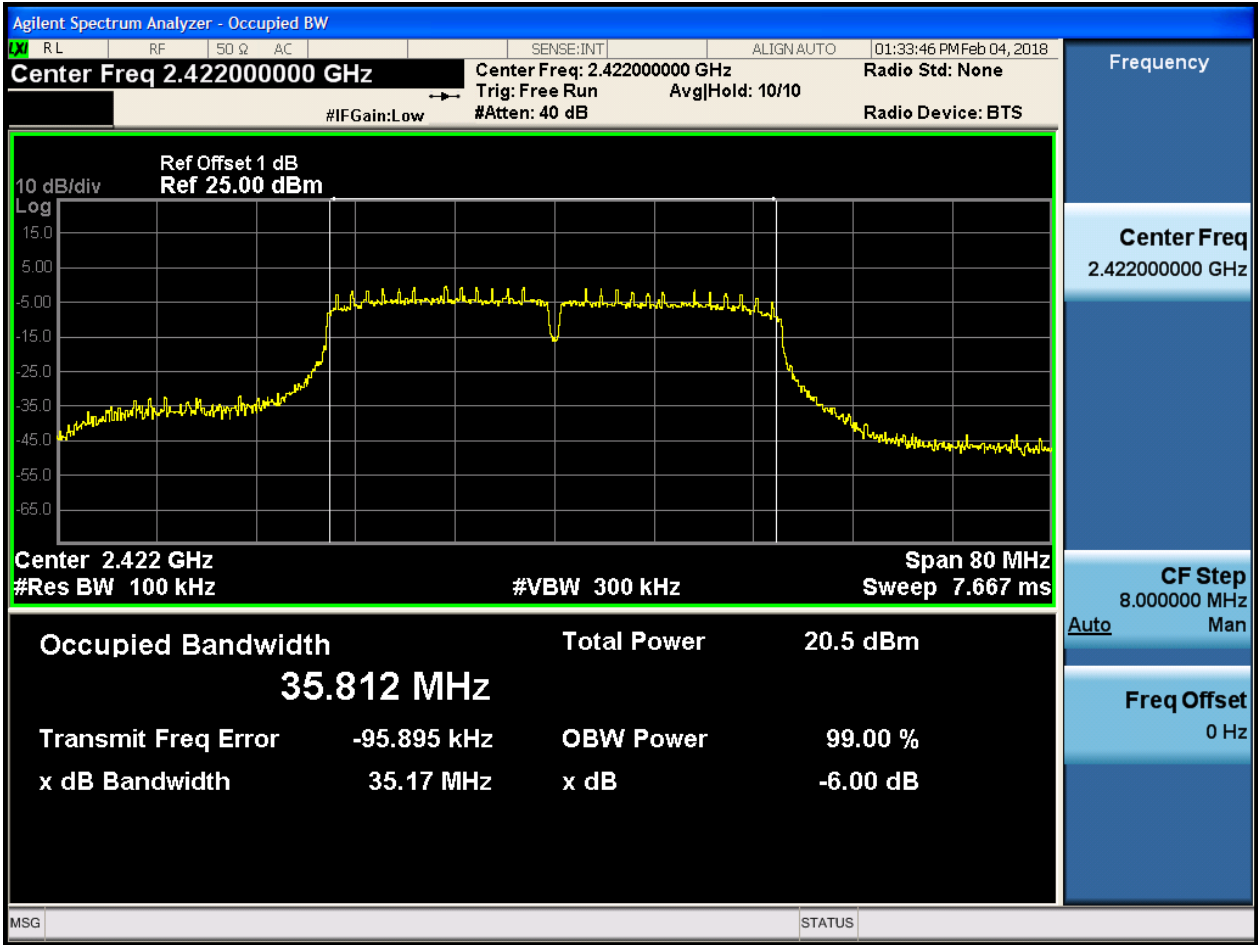 Agilent Spectrum Analyzer - Occupied BW
LXI RL RF 50 Ω AC SENSE:INT ALIGN AUTO 01:33:46 PM Feb 04, 2018
Center Freq 2.422000000 GHz
Center Freq: 2.422000000 GHz
Radio Std: None
Trig: Free Run Avg|Hold: 10/10
#IFGain:Low
#Atten: 40 dB
Radio Device: BTS
Ref Offset 1 dB
10 dB/div Ref 25.00 dBm
Log
15.0
5.00
-5.00
-15.0
-25.0
-35.0
-45.0
-55.0
-65.0
Center 2.422 GHz Span 80 MHz
#Res BW 100 kHz #VBW 300 kHz Sweep 7.667 ms
Occupied Bandwidth Total Power 20.5 dBm
35.812 MHz
Transmit Freq Error -95.895 kHz OBW Power 99.00 %
x dB Bandwidth 35.17 MHz x dB -6.00 dB
Frequency
Center Freq
2.422000000 GHz
CF Step
8.000000 MHz
Auto Man
Freq Offset
0 Hz
MSG STATUS